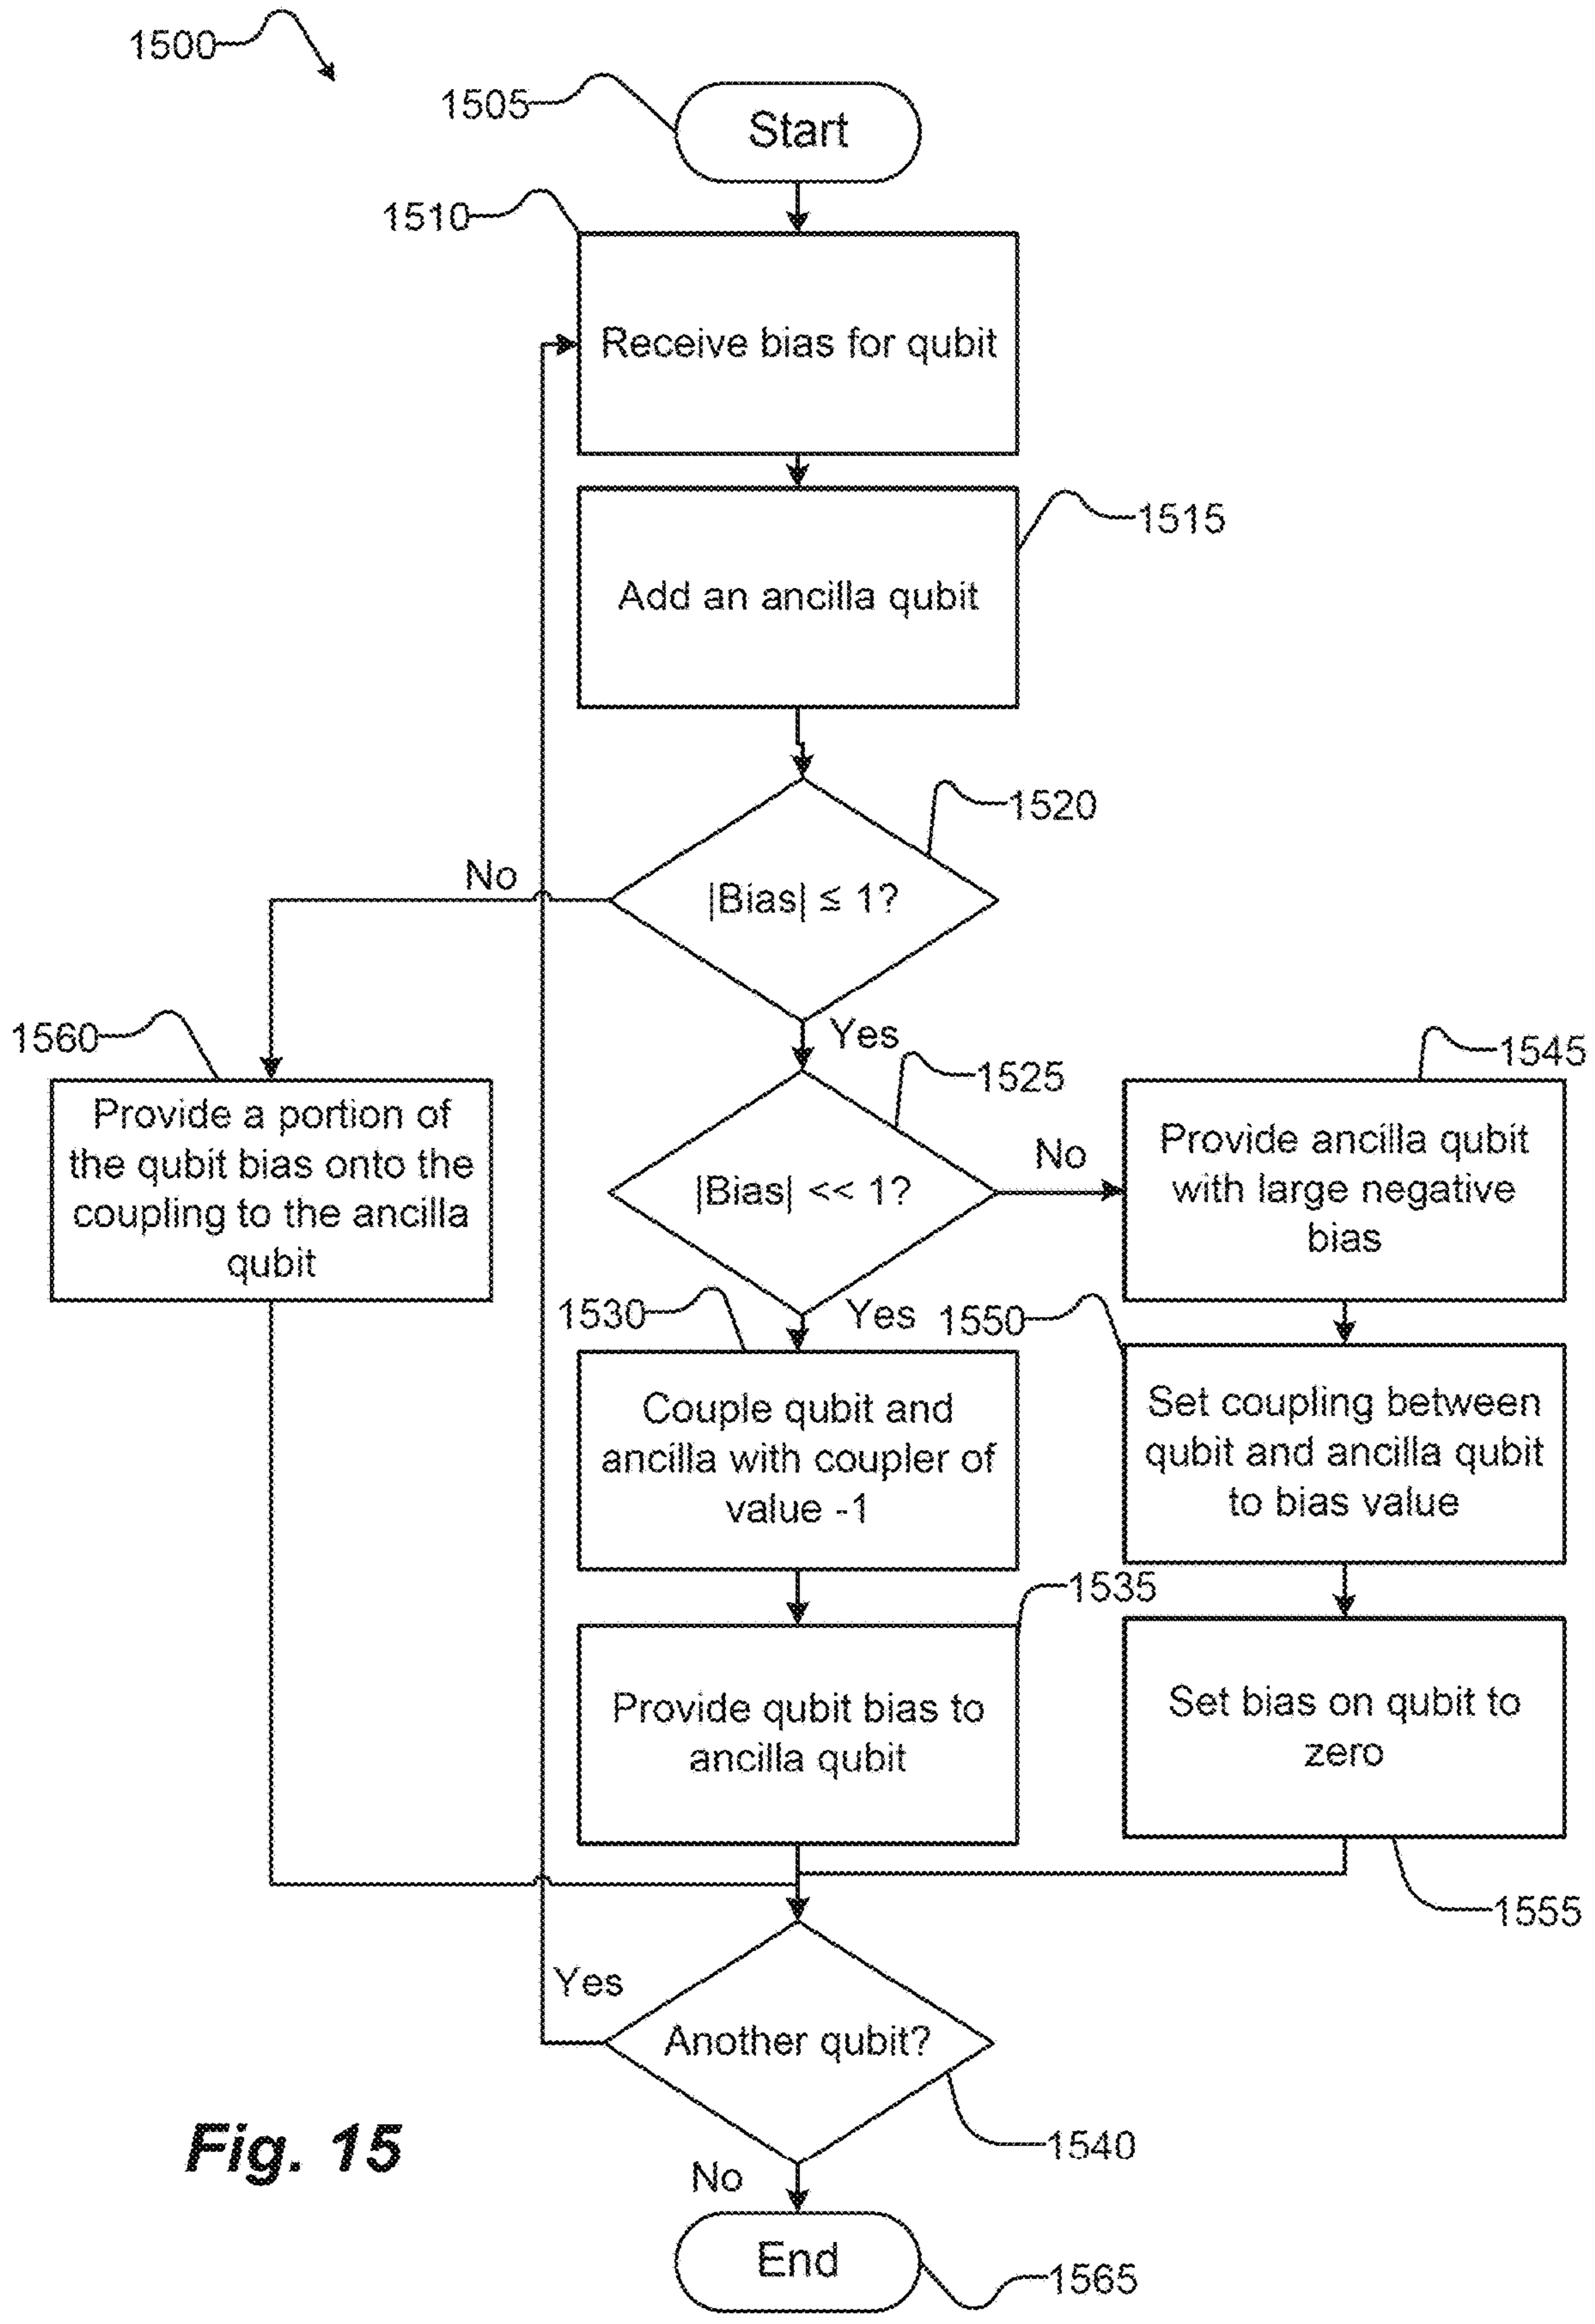 1500
1505
Start
1510
Receive bias for qubit
1515
Add an ancilla qubit
1520
|Bias| ≦ 1?
No
Yes
1560
Provide a portion of
the qubit bias onto the
coupling to the ancilla
qubit
1525
|Bias| << 1?
No
Yes
1545
Provide ancilla qubit
with large negative
bias
1530
Couple qubit and
ancilla with coupler of
value -1
1550
Set coupling between
qubit and ancilla qubit
to bias value
1535
Provide qubit bias to
ancilla qubit
Set bias on qubit to
zero
1555
Yes
Another qubit?
1540
No
End
1565
Fig. 15